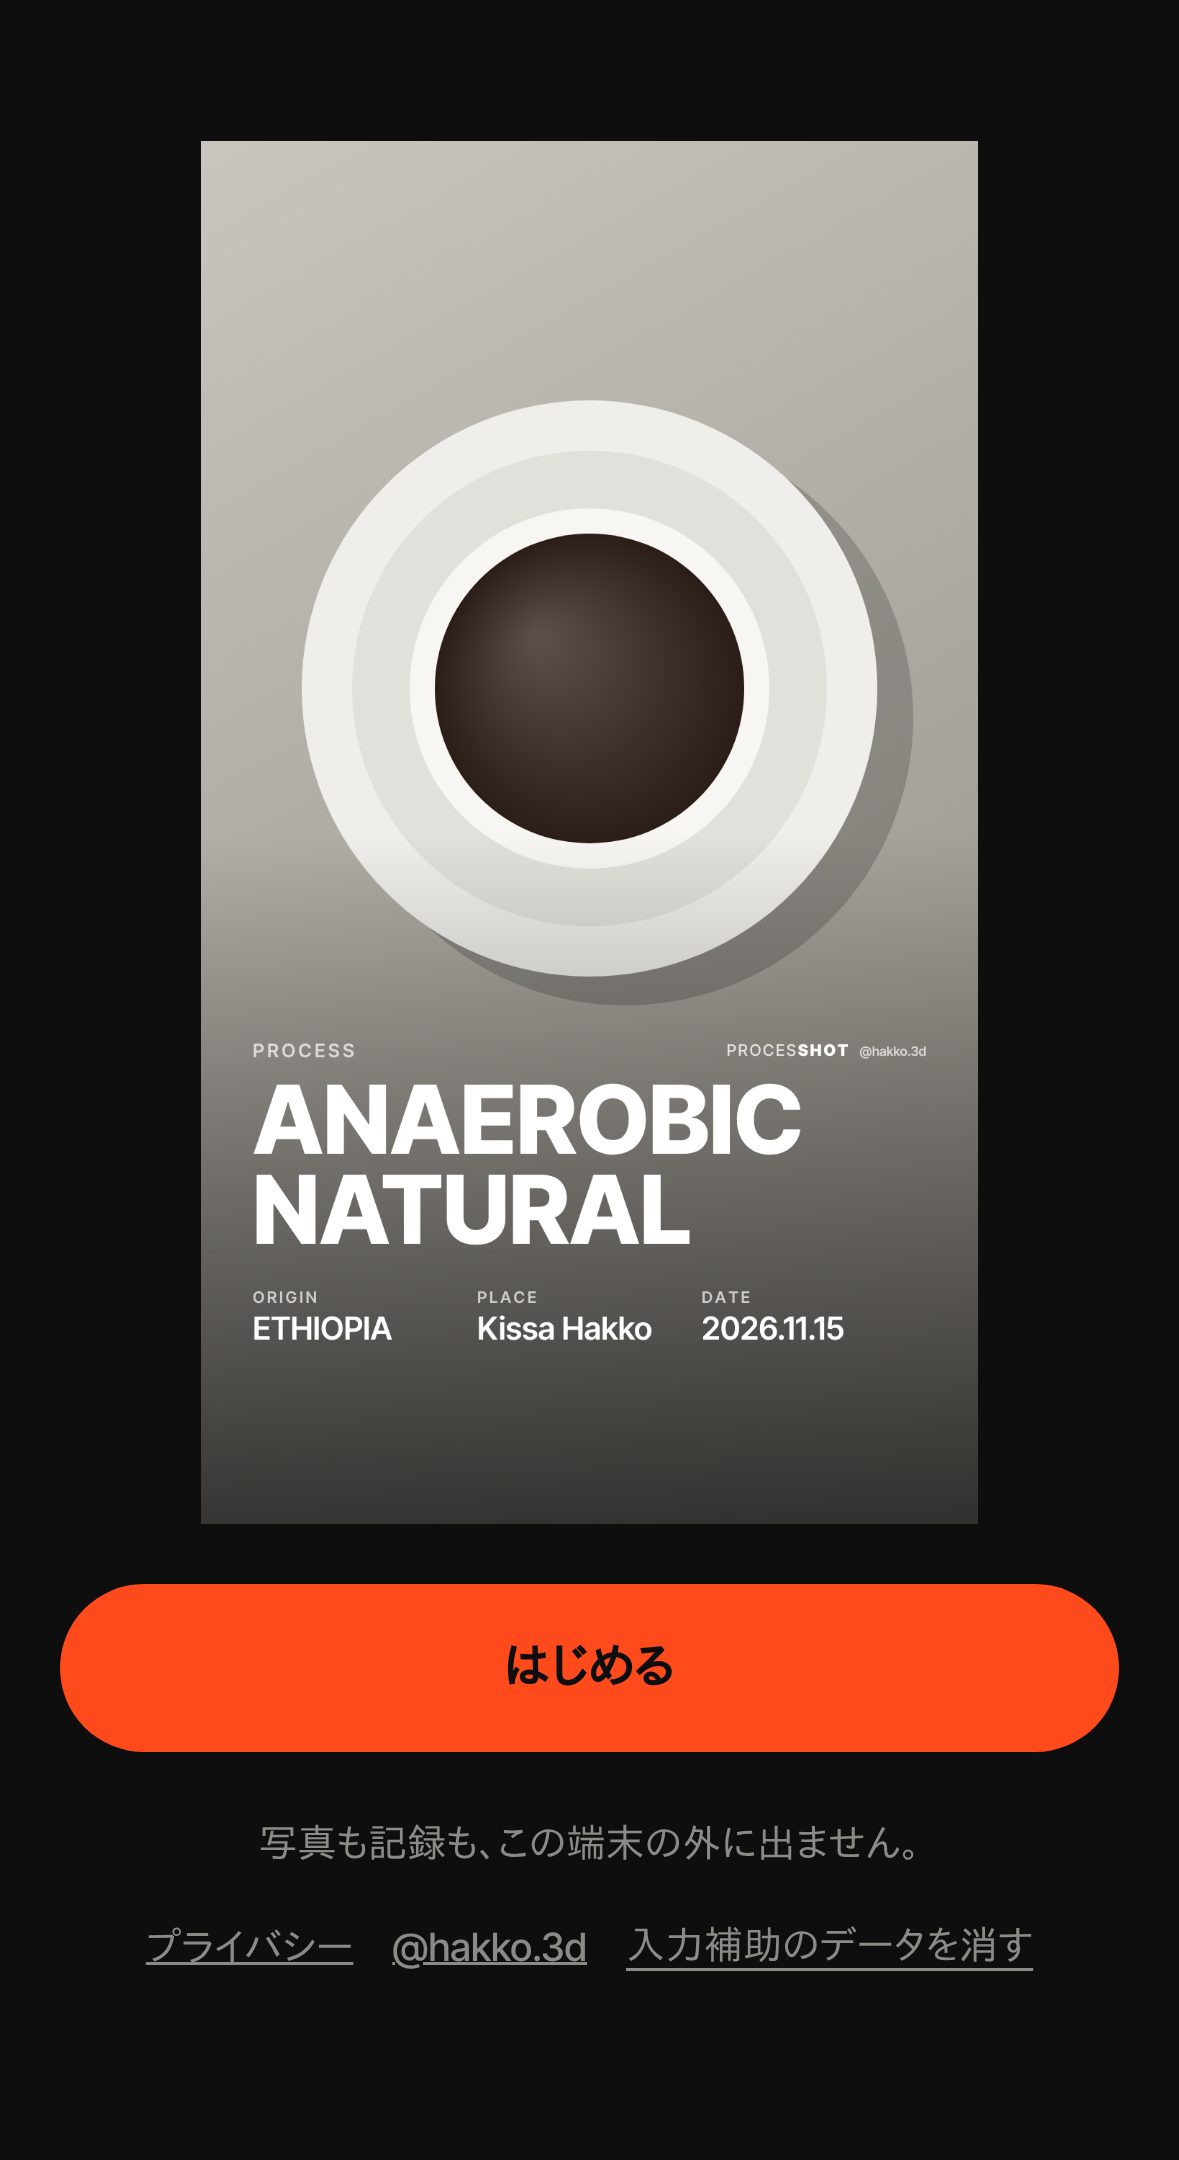 PROCESS
PROCESSHOT @hakko.3d
ANAEROBIC
NATURAL
ORIGIN PLACE DATE
ETHIOPIA Kissa Hakko 2026.11.15
はじめる
写真も記録も、この端末の外に出ません。
プライバシー @hakko.3d 入力補助のデータを消す